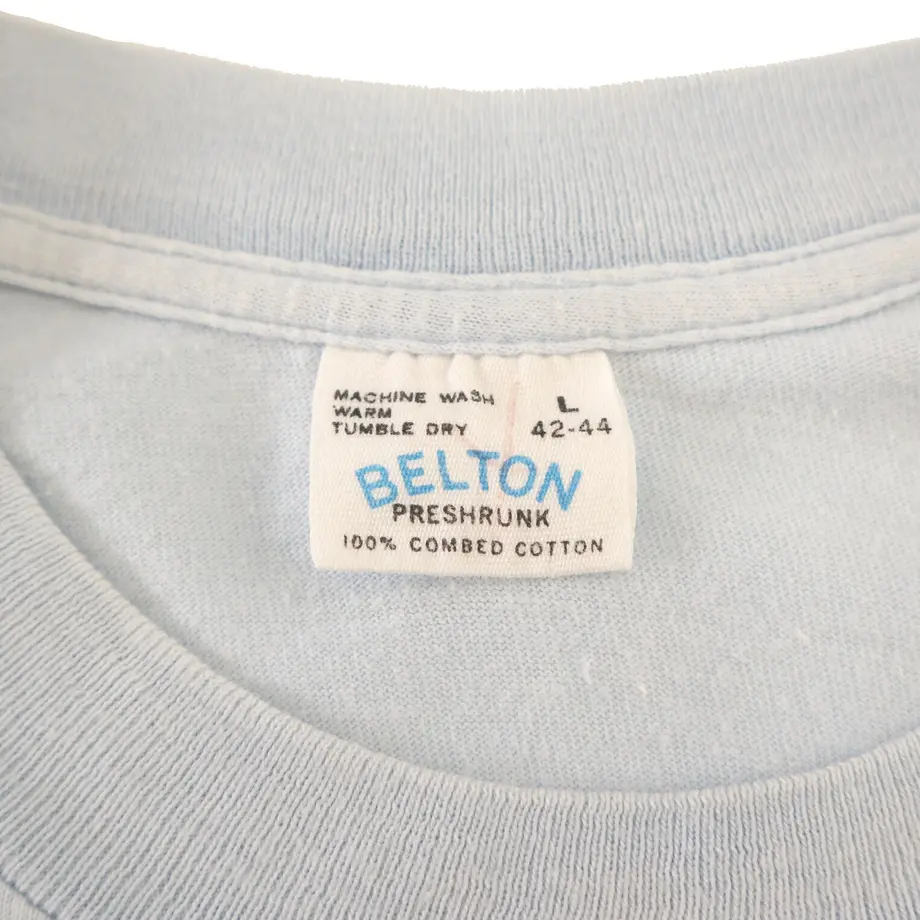 MACHINE WASH
WARM
TUMBLE DRY
L
42-44
BELTON
PRESHRUNK
100% COMBED COTTON